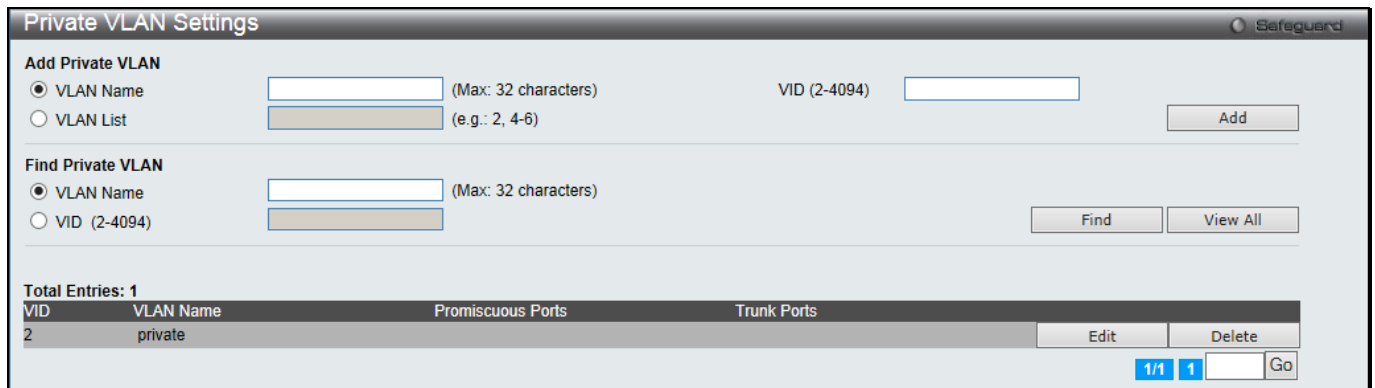 Private VLAN Settings Safeguard
Add Private VLAN
VLAN Name (Max: 32 characters) VID (2-4094)
VLAN List (e.g.: 2, 4-6) Add
Find Private VLAN
VLAN Name (Max: 32 characters)
VID (2-4094) Find View All
Total Entries: 1
VID VLAN Name Promiscuous Ports Trunk Ports
2 private Edit Delete
1/1 1 Go